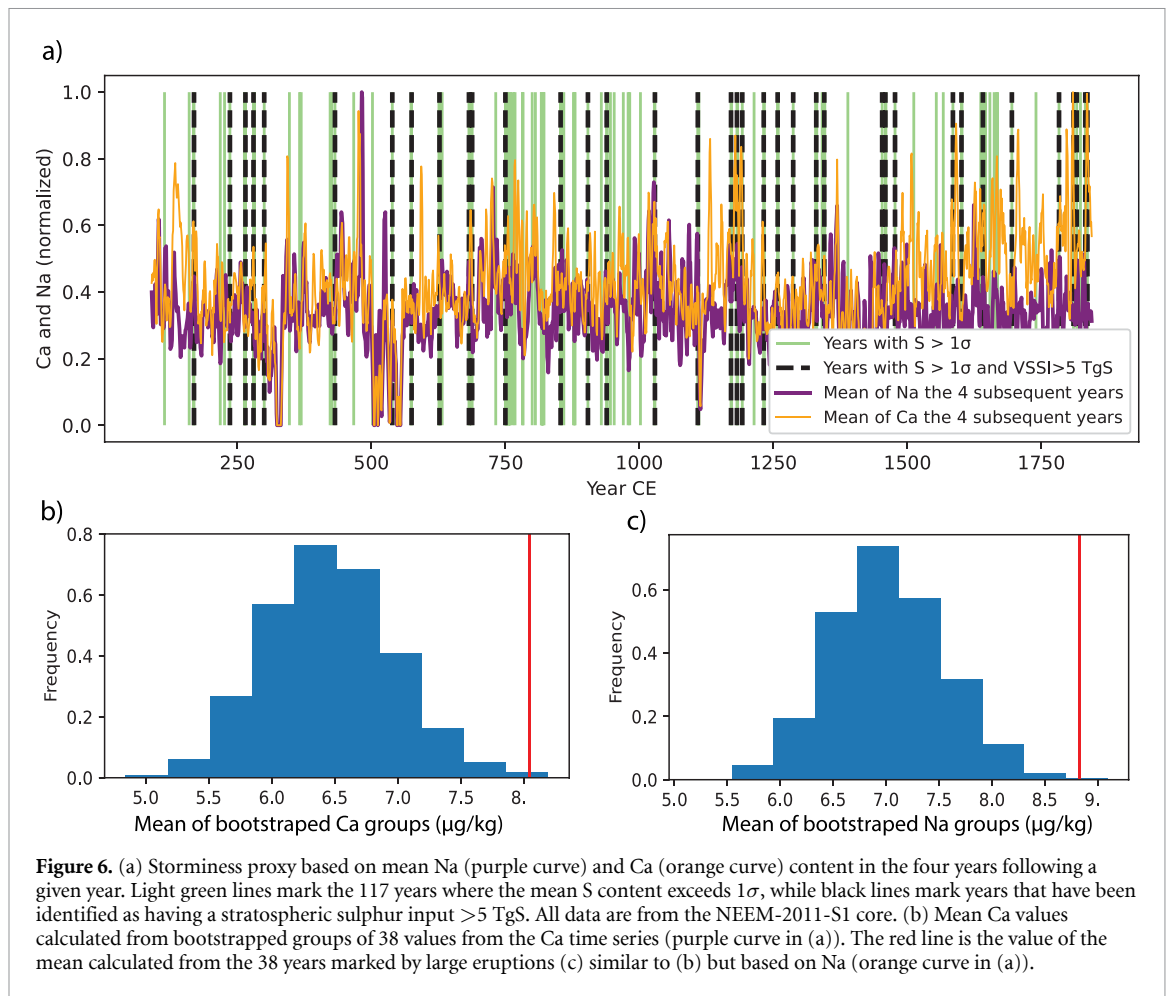 a)
Ca and Na (normalized)
1.0
0.8
0.6
0.4
0.2
0.0
Years with S > 1σ
Years with S > 1σ and VSSI>5 TgS
Mean of Na the 4 subsequent years
Mean of Ca the 4 subsequent years
250 500 750 1000 1250 1500 1750
Year CE
b)
Frequency
0.8
0.6
0.4
0.2
0.0
5.0 5.5 6.0 6.5 7.0 7.5 8.
Mean of bootstraped Ca groups (µg/kg)
c)
Frequency
0.6
0.4
0.2
0.0
5.0 5.5 6.0 6.5 7.0 7.5 8.0 8.5 9.
Mean of bootstraped Na groups (µg/kg)
Figure 6. (a) Storminess proxy based on mean Na (purple curve) and Ca (orange curve) content in the four years following a
given year. Light green lines mark the 117 years where the mean S content exceeds 1σ, while black lines mark years that have been
identified as having a stratospheric sulphur input >5 TgS. All data are from the NEEM-2011-S1 core. (b) Mean Ca values
calculated from bootstrapped groups of 38 values from the Ca time series (purple curve in (a)). The red line is the value of the
mean calculated from the 38 years marked by large eruptions (c) similar to (b) but based on Na (orange curve in (a)).